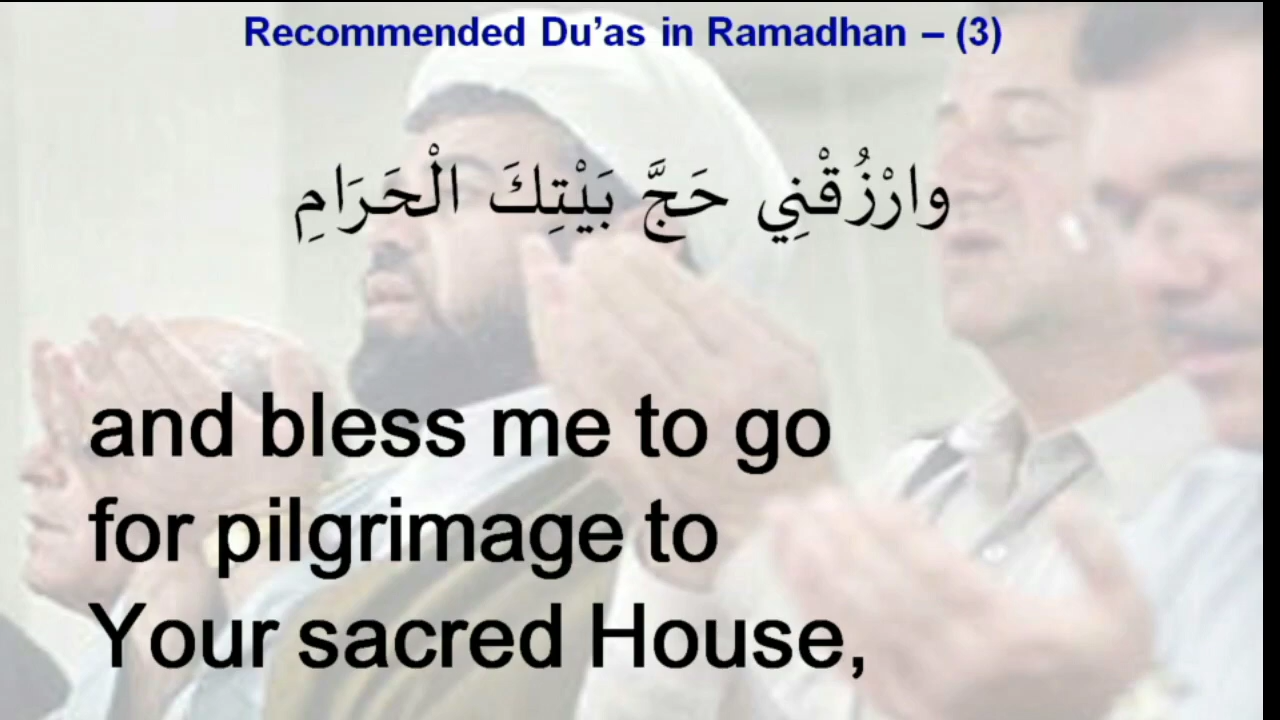 Recommended Du’as in Ramadhan – (3)
وارْزُقْنِي حَجَّ بَيْتِكَ الْحَرَامِ
and bless me to go
for pilgrimage to
Your sacred House,